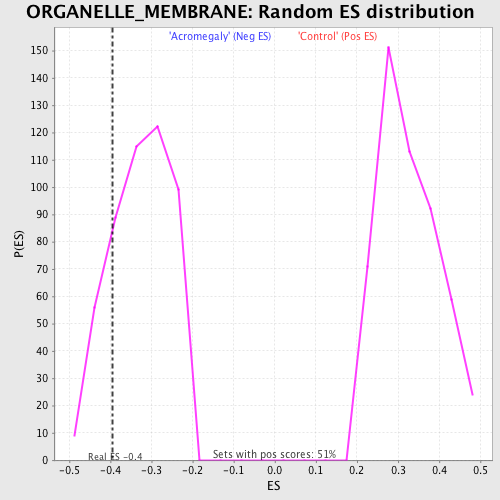 ORGANELLE_MEMBRANE: Random ES distribution
'Acromegaly' (Neg ES) 'Control' (Pos ES)
150
140
130
120
110
100
90
80
70
60
50
40
30
20
10
0
P(ES)
Real ES -0.4 Sets with pos scores: 51%
-0.5 -0.4 -0.3 -0.2 -0.1 0.0 0.1 0.2 0.3 0.4 0.5
ES